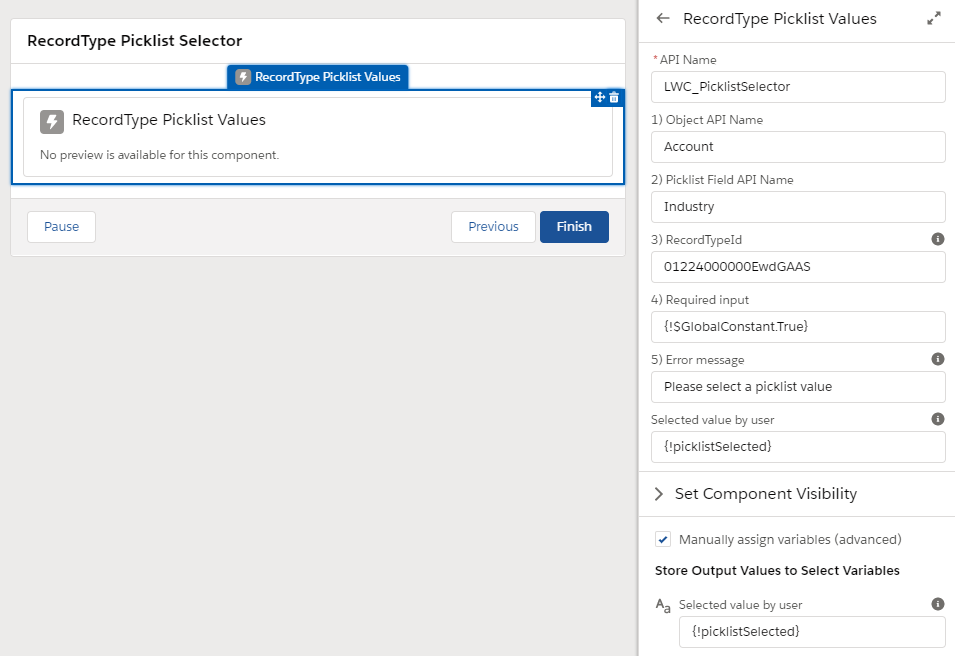 RecordType Picklist Selector
RecordType Picklist Values
RecordType Picklist Values
No preview is available for this component.
Pause
Previous
Finish
RecordType Picklist Values
* API Name
LWC_PicklistSelector
1) Object API Name
Account
2) Picklist Field API Name
Industry
3) RecordTypeId
01224000000EwdGAAS
4) Required input
{!$GlobalConstant.True}
5) Error message
Please select a picklist value
Selected value by user
{!picklistSelected}
Set Component Visibility
Manually assign variables (advanced)
Store Output Values to Select Variables
Aa Selected value by user
{!picklistSelected}